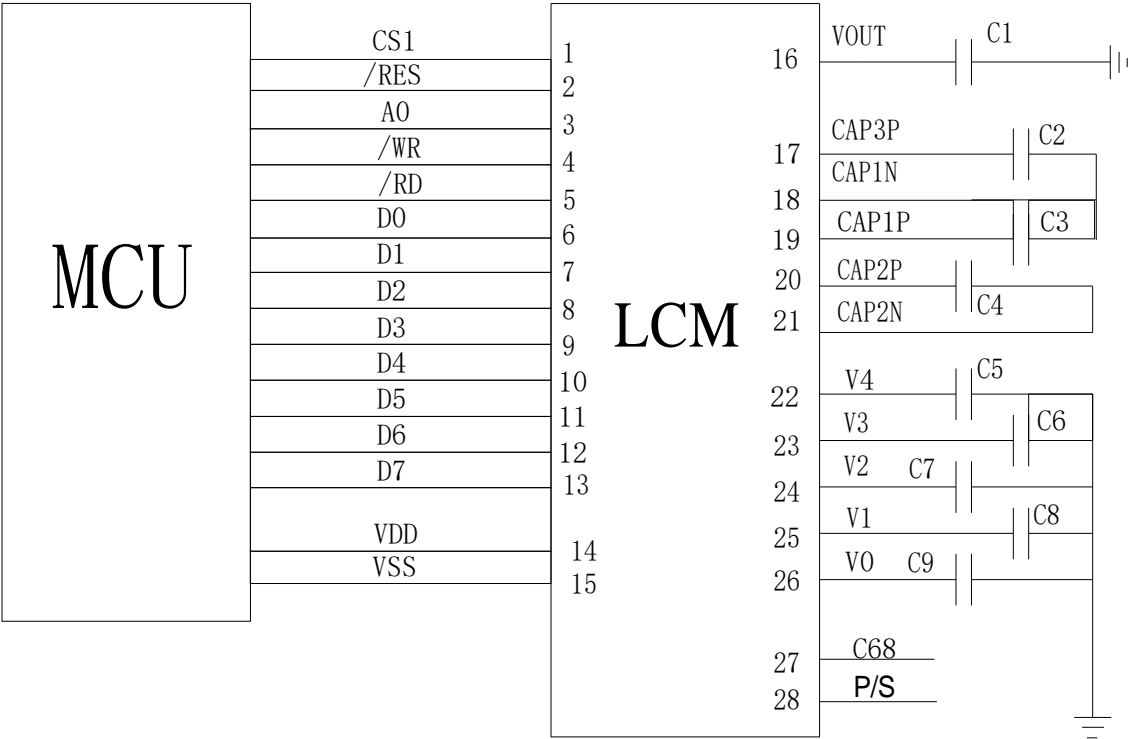 MCU
CS1
/RES
A0
/WR
/RD
D0
D1
D2
D3
D4
D5
D6
D7
VDD
VSS
1
2
3
4
5
6
7
8
9
10
11
12
13
14
15
LCM
16
17
18
19
20
21
22
23
24
25
26
27
28
VOUT
C1
CAP3P
C2
CAP1N
CAP1P
C3
CAP2P
C4
CAP2N
V4
C5
V3
C6
V2
C7
V1
C8
V0
C9
C68
P/S